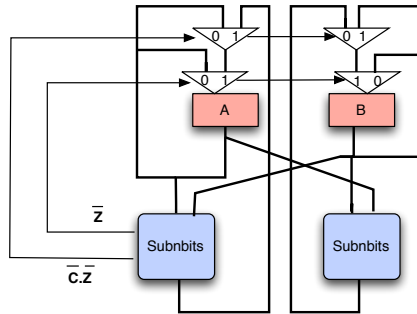 0 1 0 1
0 1 1 0
A B
Z̅
Subnbits Subnbits
C̅.Z̅